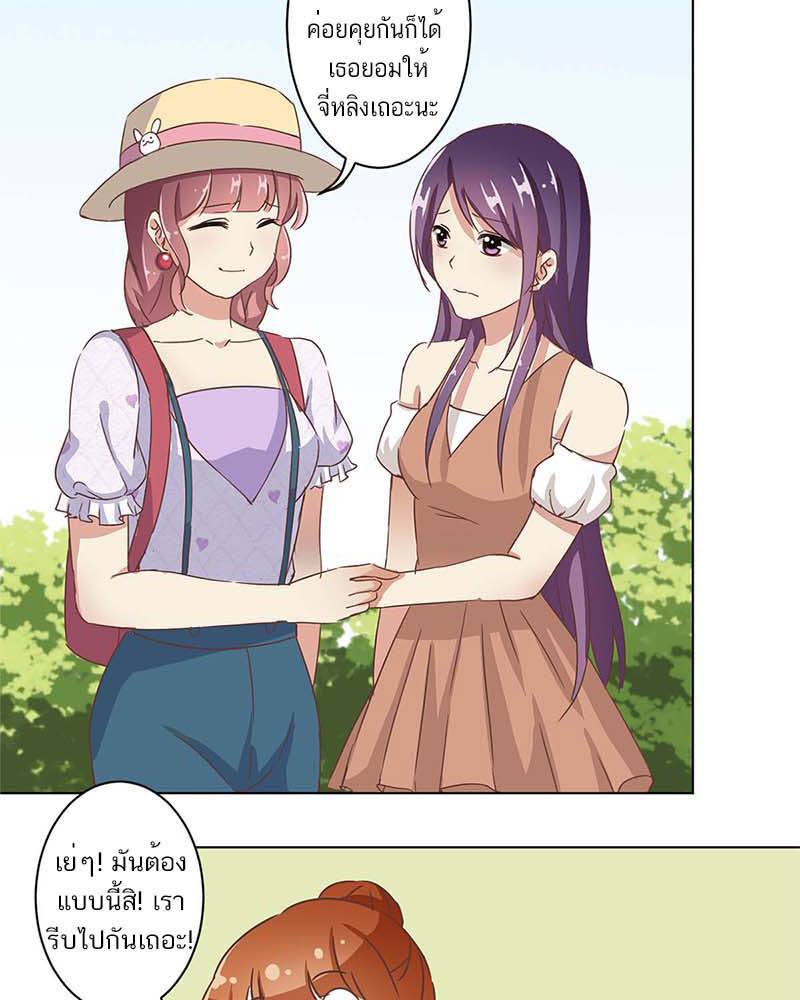 ค่อยคุยกันก็ได้
เธอยอมให้
จี่หลิงเถอะนะ
เย่ๆ! มันต้อง
แบบนี้สิ! เรา
รีบไปกันเถอะ!